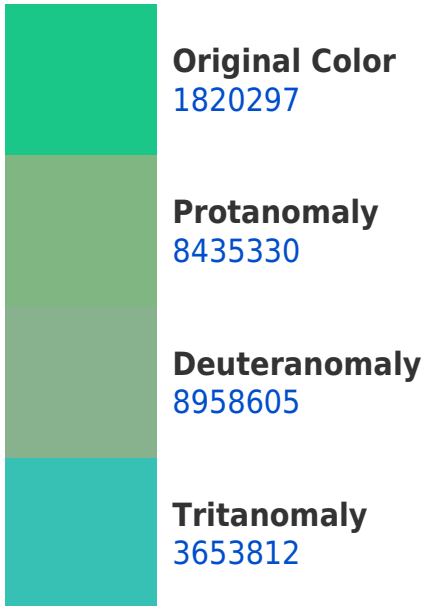 Original Color
1820297
Protanomaly
8435330
Deuteranomaly
8958605
Tritanomaly
3653812